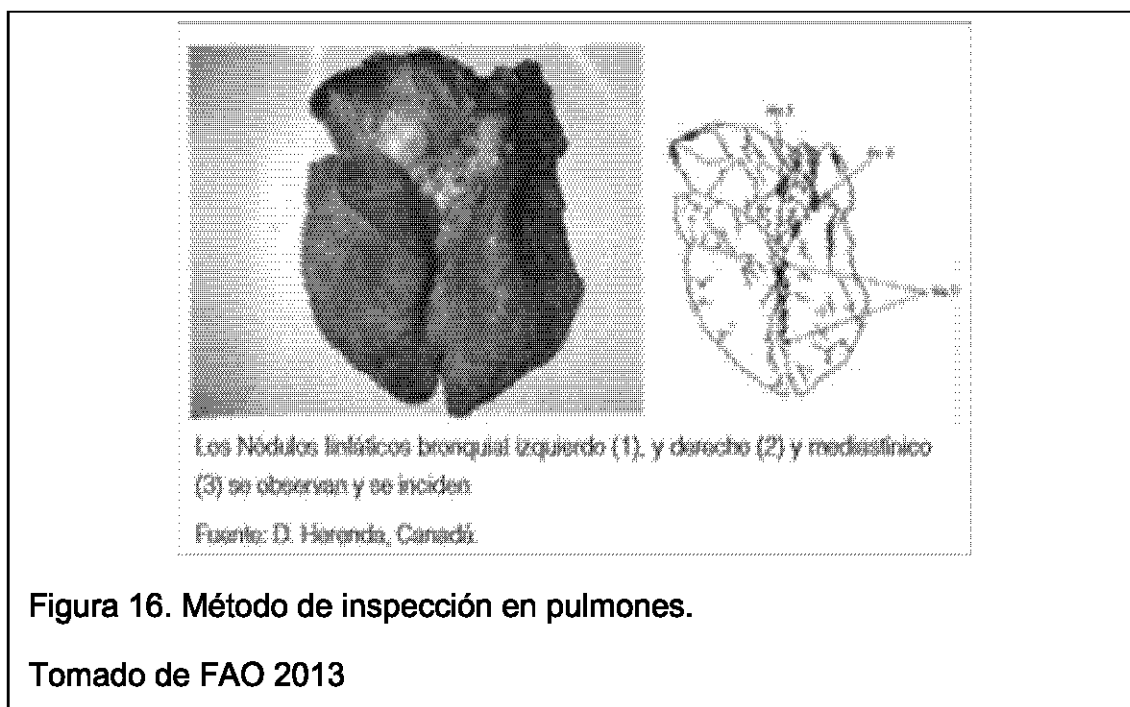 Los Nódulos linfáticos bronquial izquierdo (1), y derecho (2) y mediastínico
(3) se observan y se inciden
Fuente: D. Herenda, Canadá.
Figura 16. Método de inspección en pulmones.
Tomado de FAO 2013